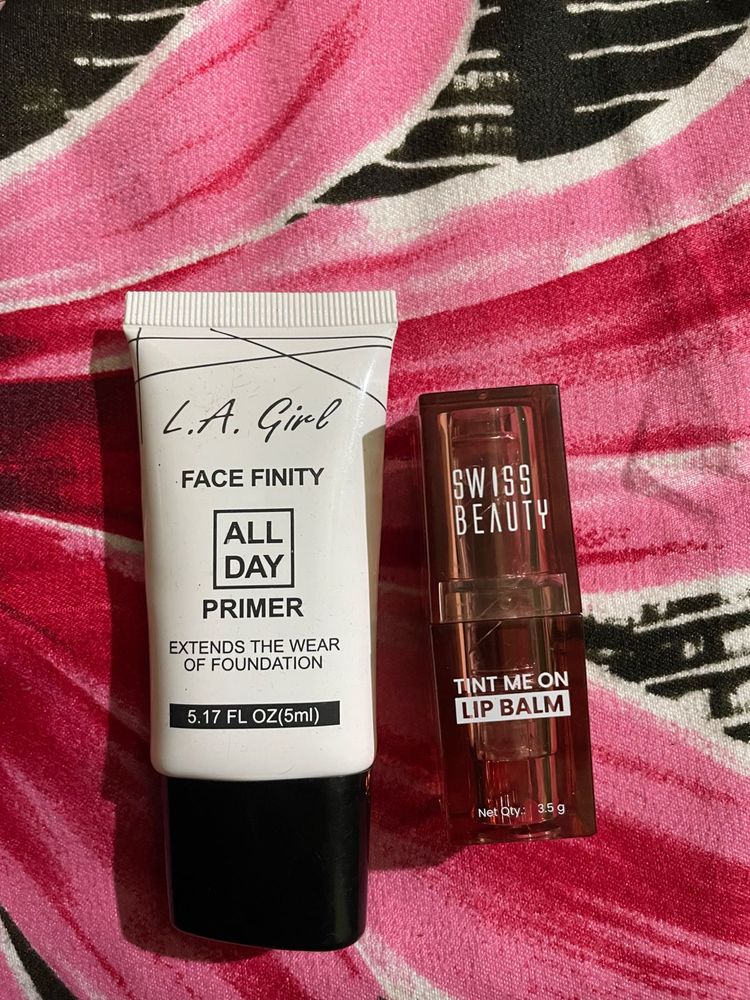 L.A. Girl
FACE FINITY
ALL
DAY
PRIMER
EXTENDS THE WEAR
OF FOUNDATION
5.17 FL OZ(5ml)
SWISS
BEAUTY
TINT ME ON
LIP BALM
Net Qty.: 3.5 g